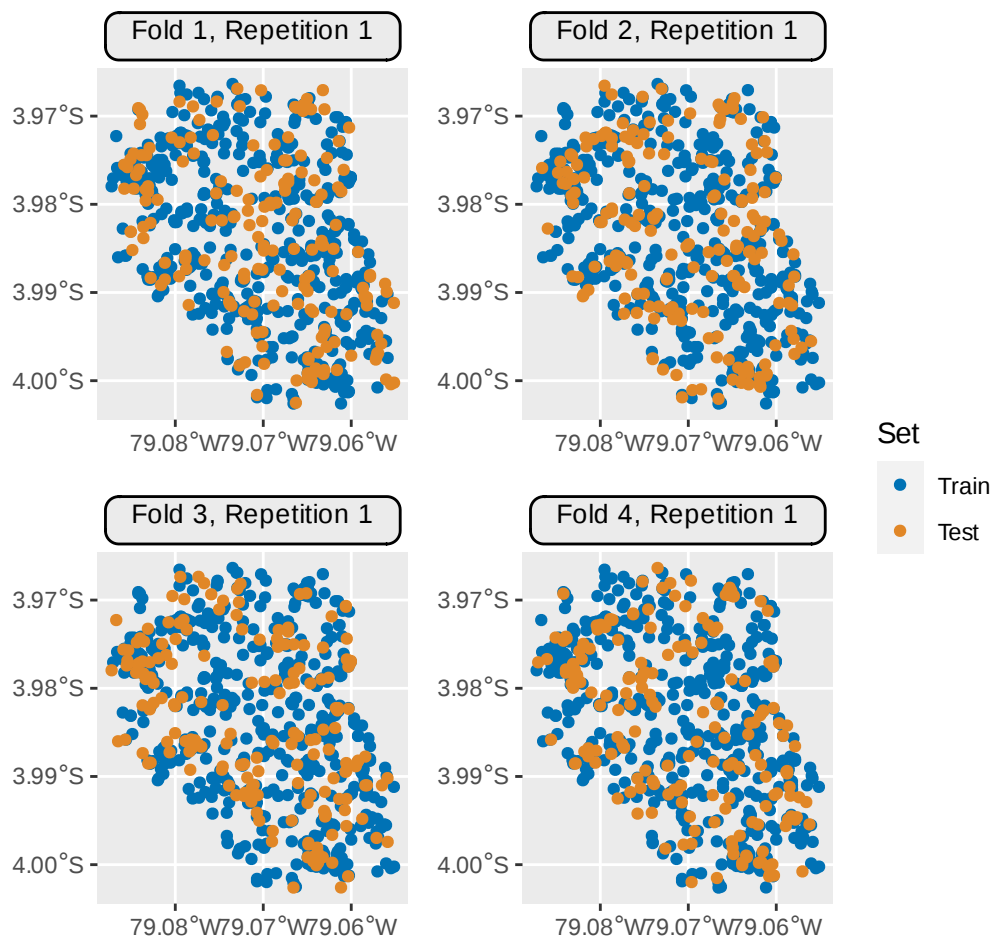 Fold 1, Repetition 1
Fold 2, Repetition 1
3.97°S
3.98°S
3.99°S
4.00°S
79.08°W79.07°W79.06°W
3.97°S
3.98°S
3.99°S
4.00°S
79.08°W79.07°W79.06°W
Set
Train
Test
Fold 3, Repetition 1
Fold 4, Repetition 1
3.97°S
3.98°S
3.99°S
4.00°S
79.08°W79.07°W79.06°W
3.97°S
3.98°S
3.99°S
4.00°S
79.08°W79.07°W79.06°W